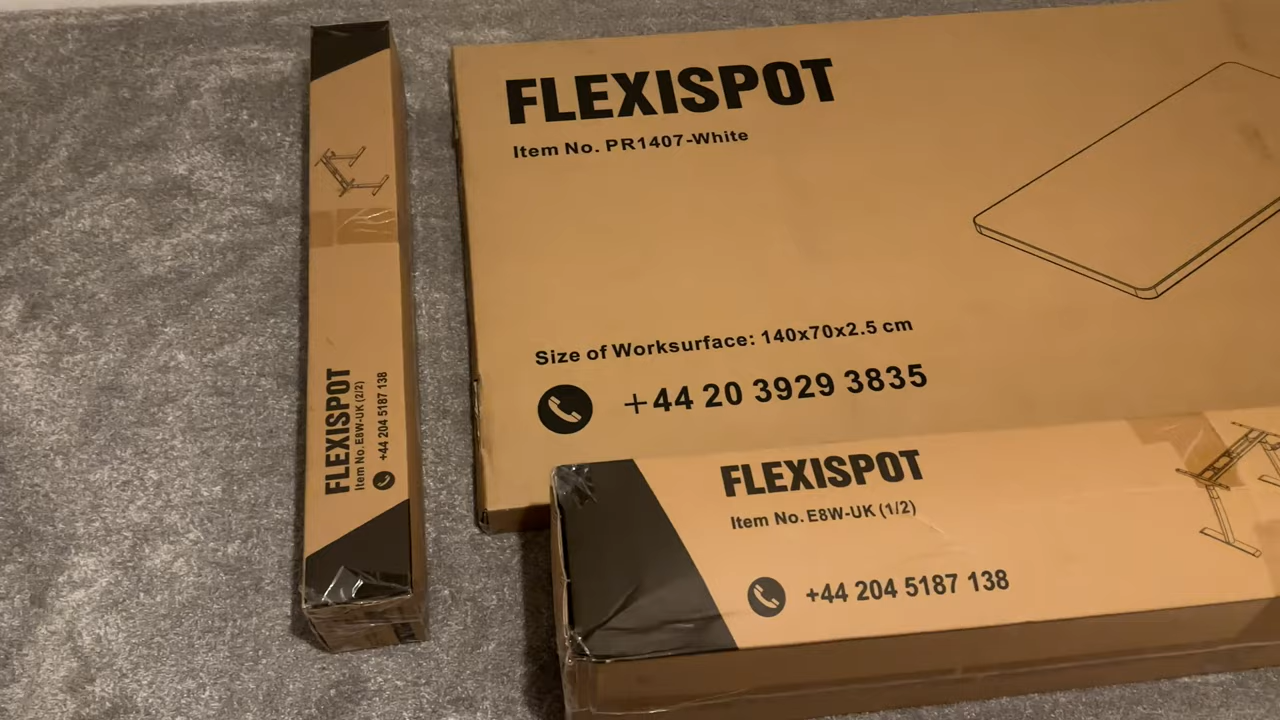 FLEXISPOT
Item No. E8W-UK (2/2)
+44 204 5187 138
FLEXISPOT
Item No. PR1407-White
Size of Worksurface: 140x70x2.5 cm
+44 20 3929 3835
FLEXISPOT
Item No. E8W-UK (1/2)
+44 204 5187 138